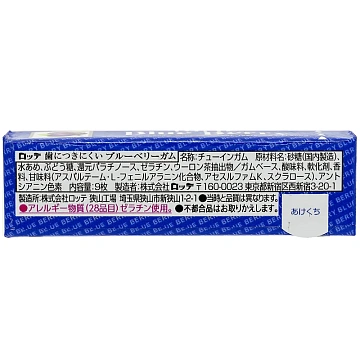 ロッテ 歯につきにくい ブルーベリーガム ●名称:チューインガム 原材料名:砂糖(国内製造)、
水あめ、ぶどう糖、還元パラチノース、ゼラチン、ウーロン茶抽出物/ガムベース、酸味料、軟化剤、香
料、甘味料(アスパルテーム・L-フェニルアラニン化合物、アセスルファムK、スクラロース)、アント
シアニン色素 内容量:9枚 製造者:株式会社ロッテ〒160-0023 東京都新宿区西新宿3-20-1
製造所:株式会社ロッテ 狭山工場 埼玉県狭山市新狭山1-2-1 ●当時と品質は異なります。
●アレルギー物質(28品目)ゼラチン使用。 ●不都合品はお取りかえします。
あけくち
BLUE BERRY